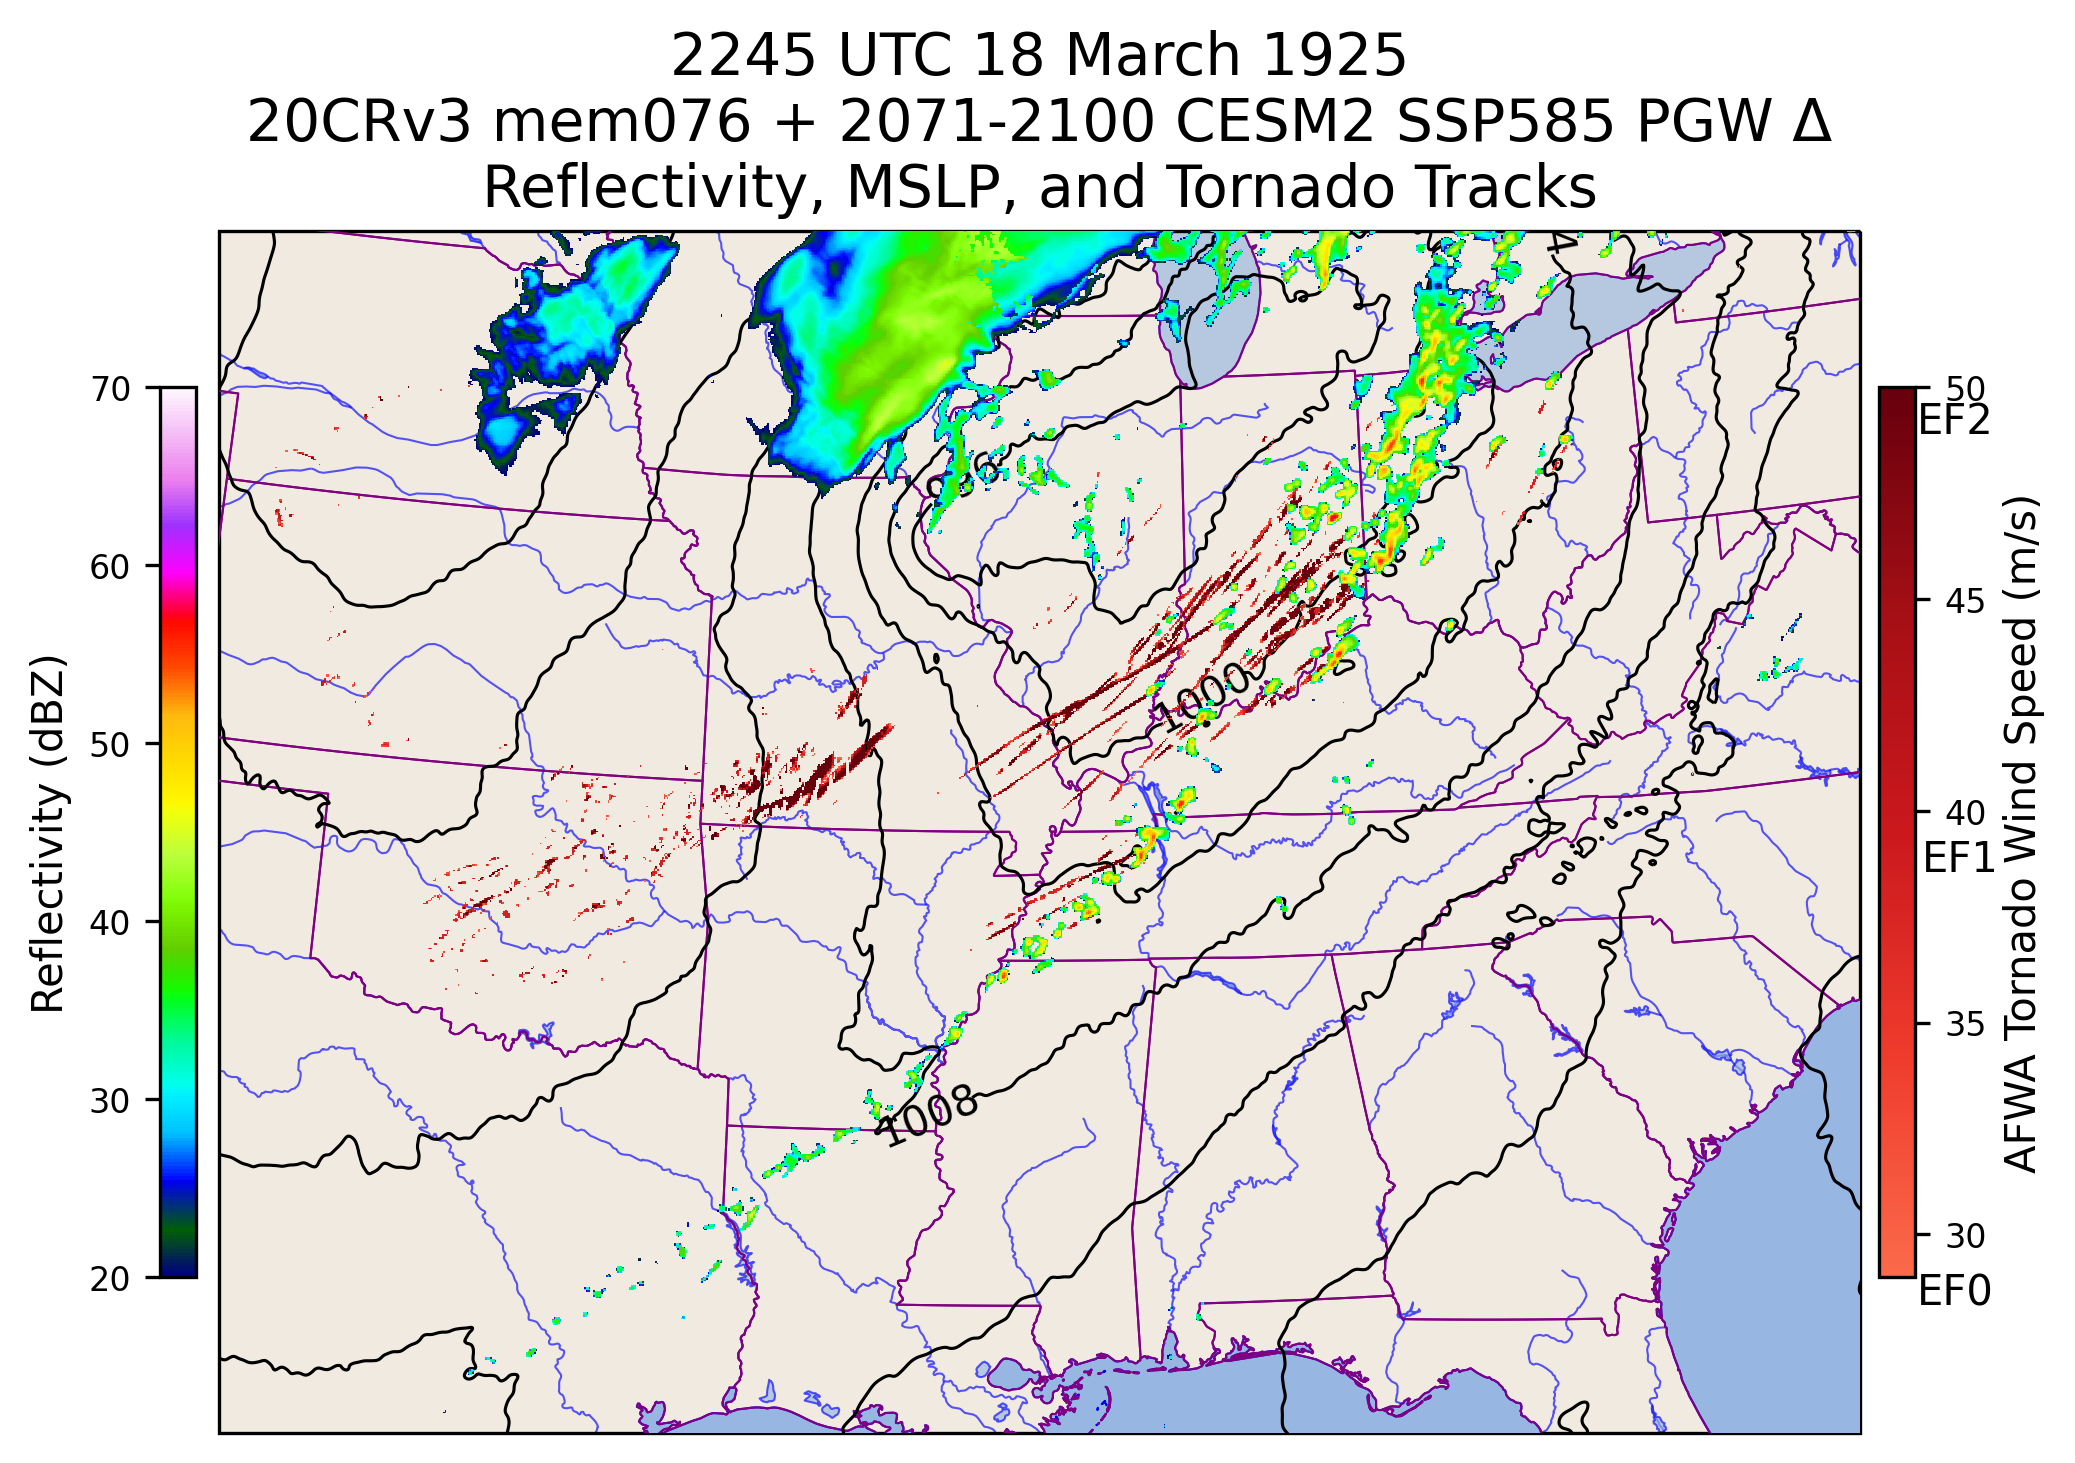 2245 UTC 18 March 1925
20CRv3 mem076 + 2071-2100 CESM2 SSP585 PGW Δ
Reflectivity, MSLP, and Tornado Tracks
70
60
50
40
30
20
Reflectivity (dBZ)
4
996
1000
1008
50
EF2
45
40
EF1
35
30
EF0
AFWA Tornado Wind Speed (m/s)